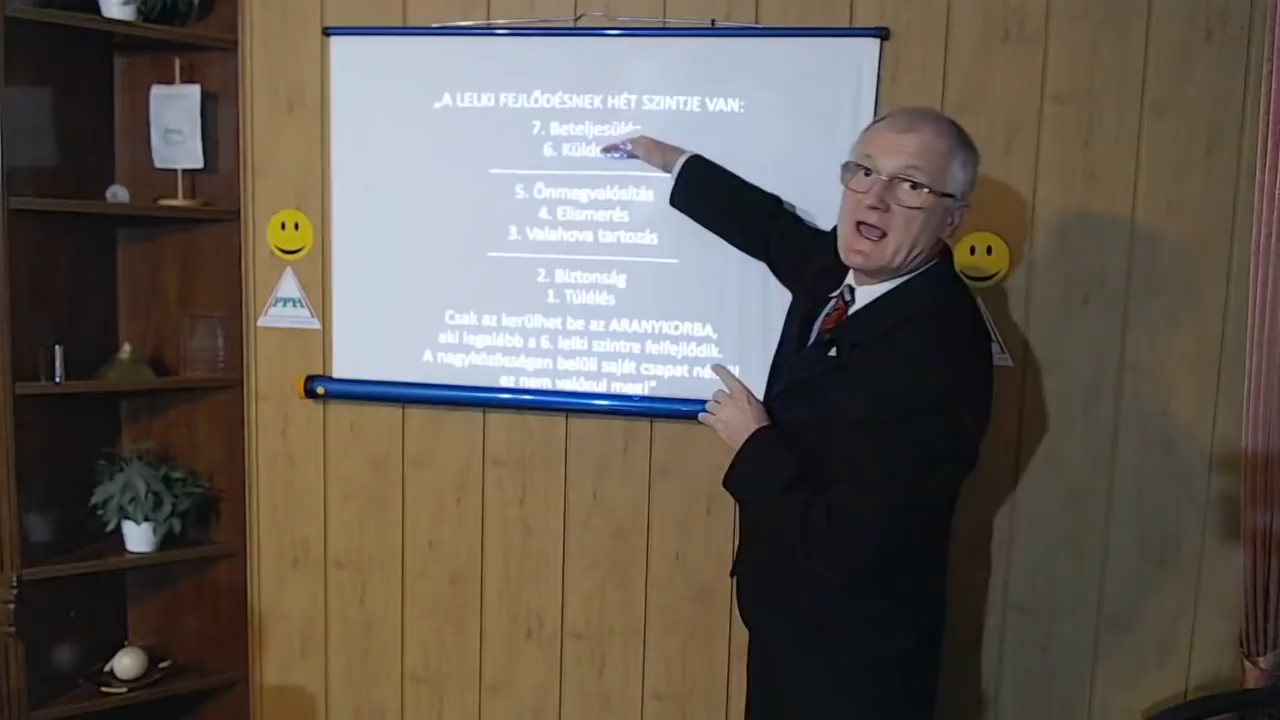 „A LELKI FEJLŐDÉSNEK HÉT SZINTJE VAN:
7. Beteljesülés
6.
5. Önmegvalósítás
4. Elismerés
3. Valahova tartozás
2. Biztonság
1. Túlélés
Csak az kerülhet be az ARANYKORBA,
aki legalább a 6. lelki szintre felfejlődik.
A nagyközösségen belüli saját csapat
ez nem valósul meg!”
PPH